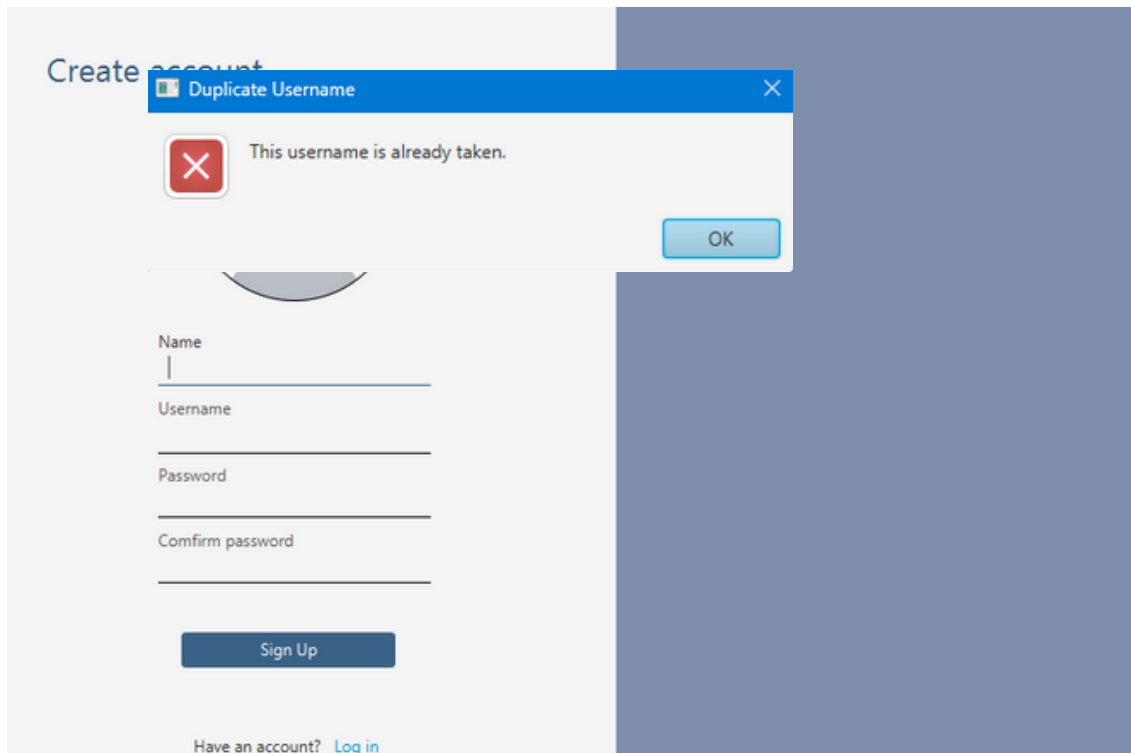 Create account
Duplicate Username
This username is already taken.
OK
Name
Username
Password
Comfirm password
Sign Up
Have an account? Log in